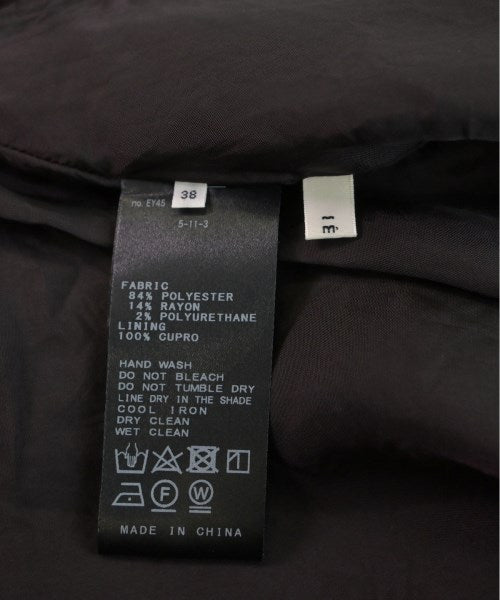 38
no. EY45
5-11-3
FABRIC
84% POLYESTER
14% RAYON
2% POLYURETHANE
LINING
100% CUPRO
HAND WASH
DO NOT BLEACH
DO NOT TUMBLE DRY
LINE DRY IN THE SHADE
COOL IRON
DRY CLEAN
WET CLEAN
F
W
MADE IN CHINA